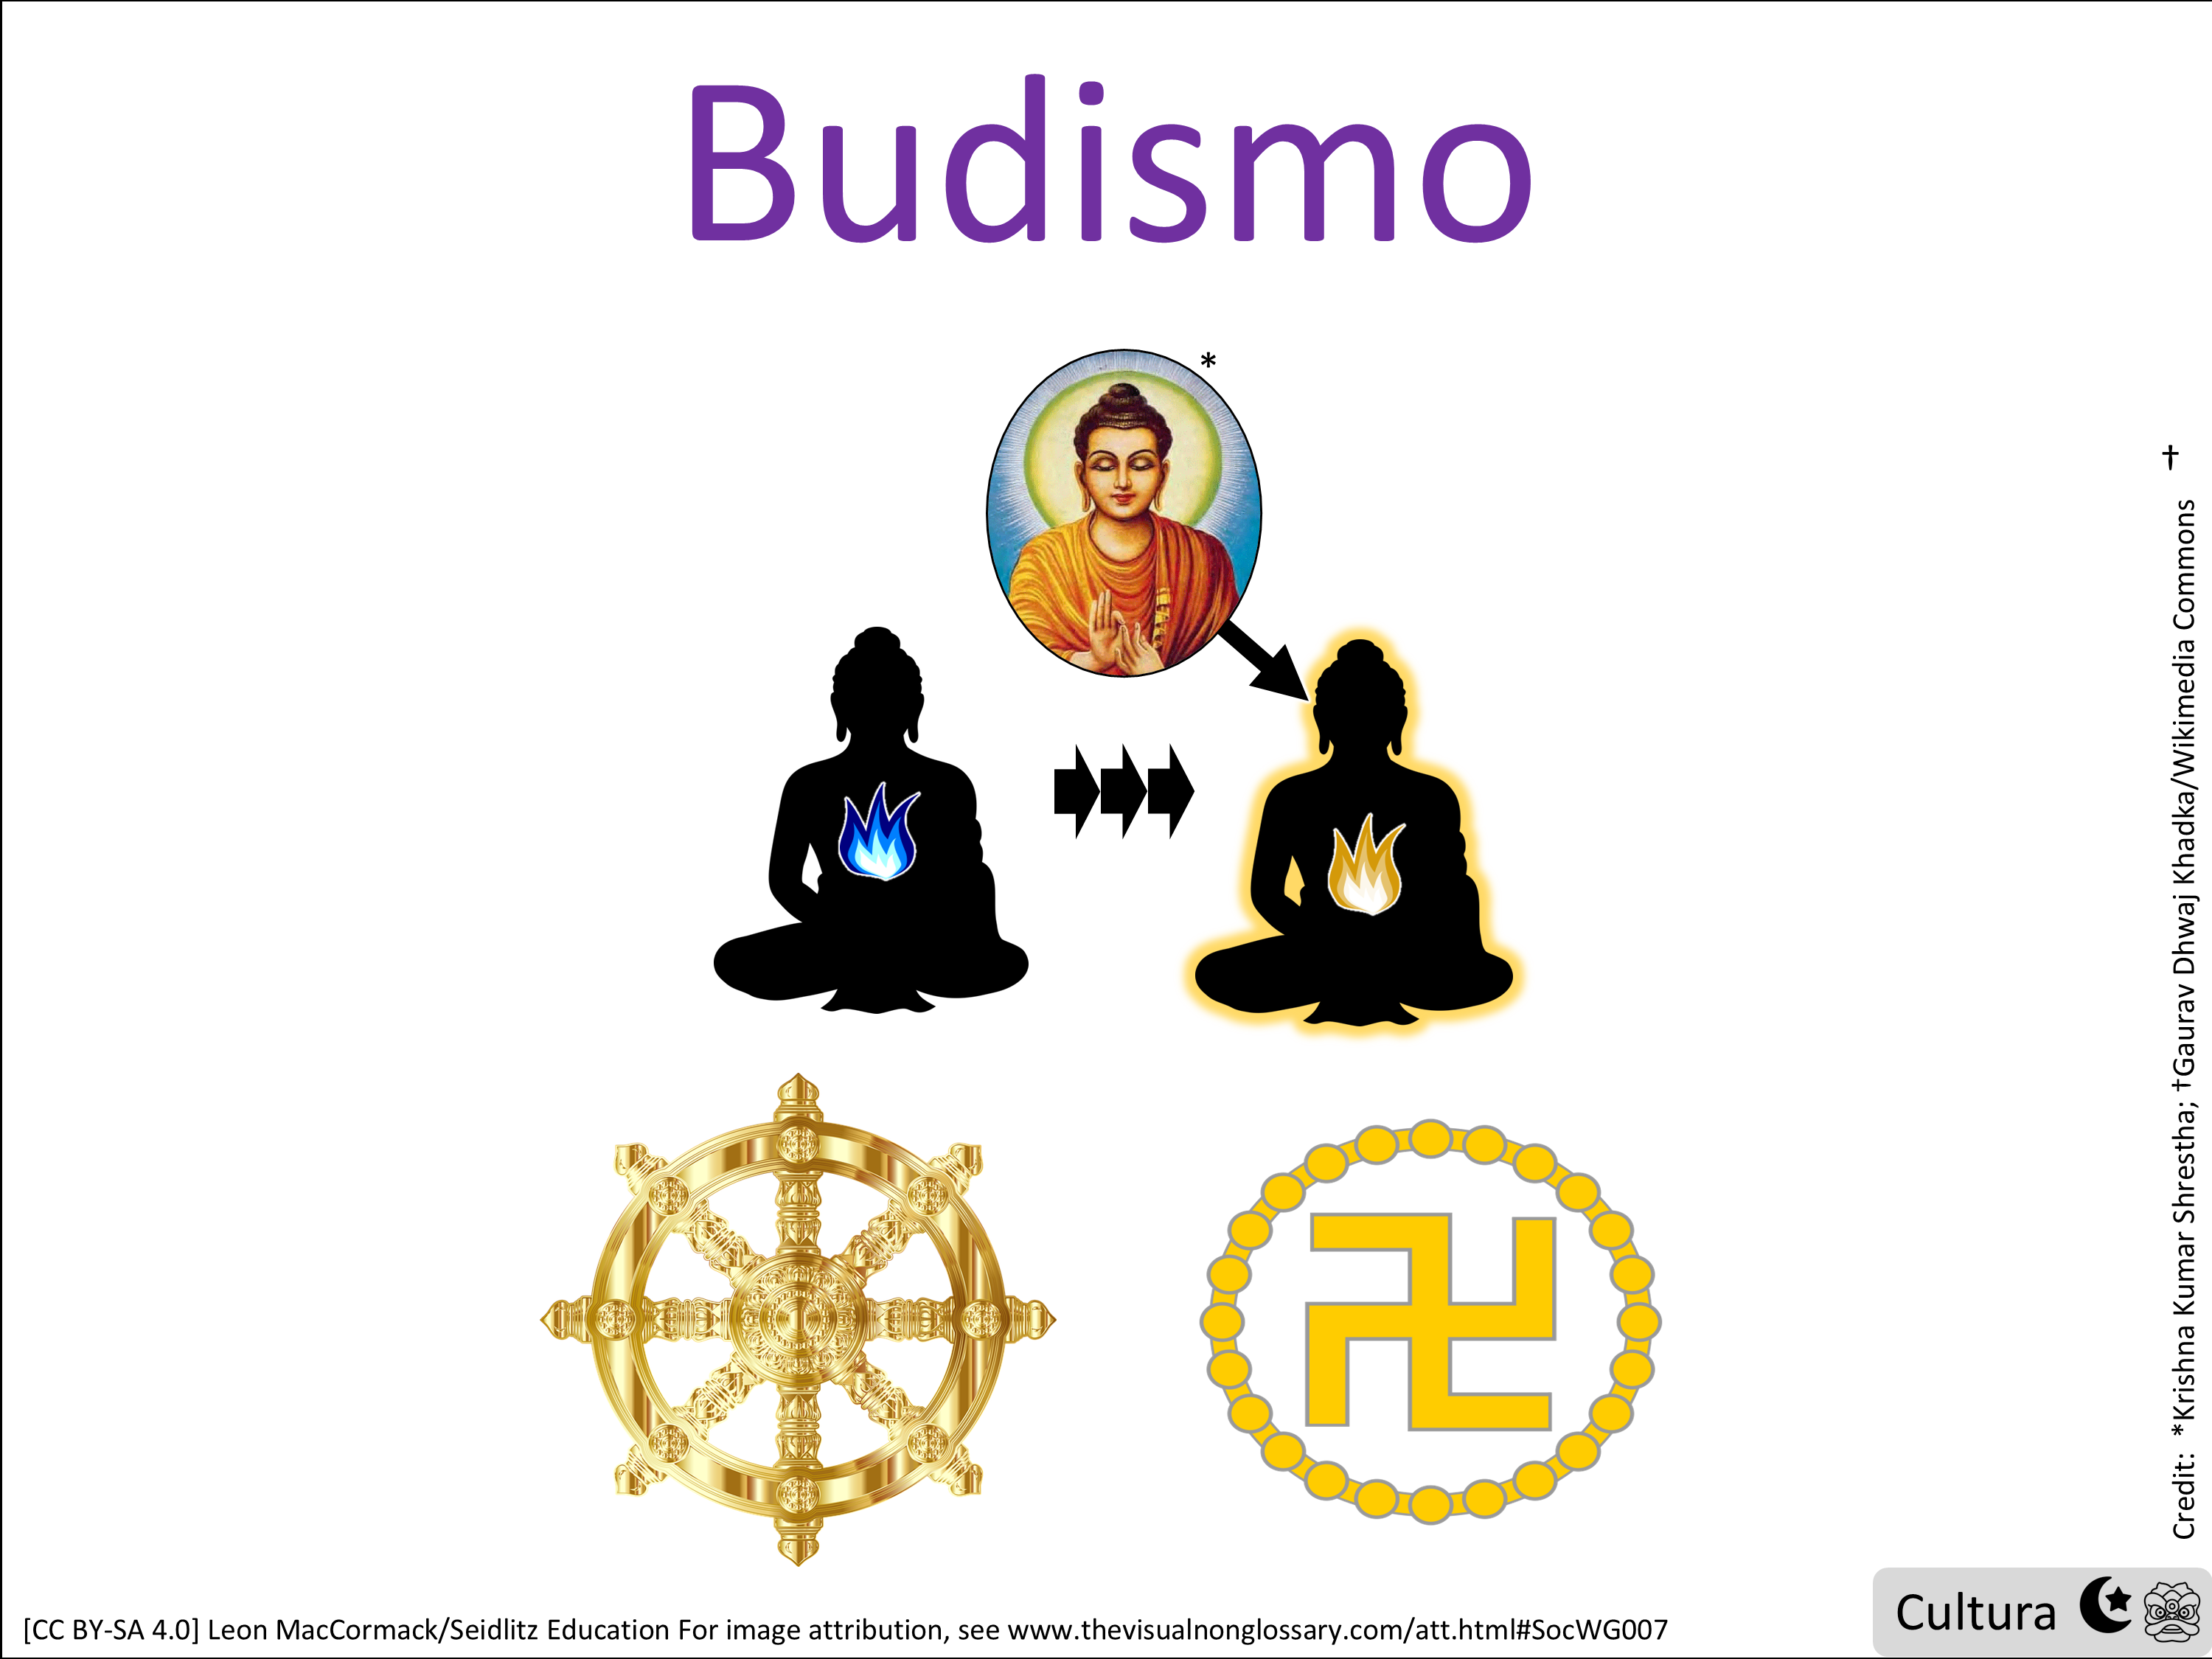 Budismo
*
†
Credit: *Krishna Kumar Shrestha; †Gaurav Dhwaj Khadka/Wikimedia Commons
Cultura
[CC BY-SA 4.0] Leon MacCormack/Seidlitz Education For image attribution, see www.thevisualnonglossary.com/att.html#SocWG007